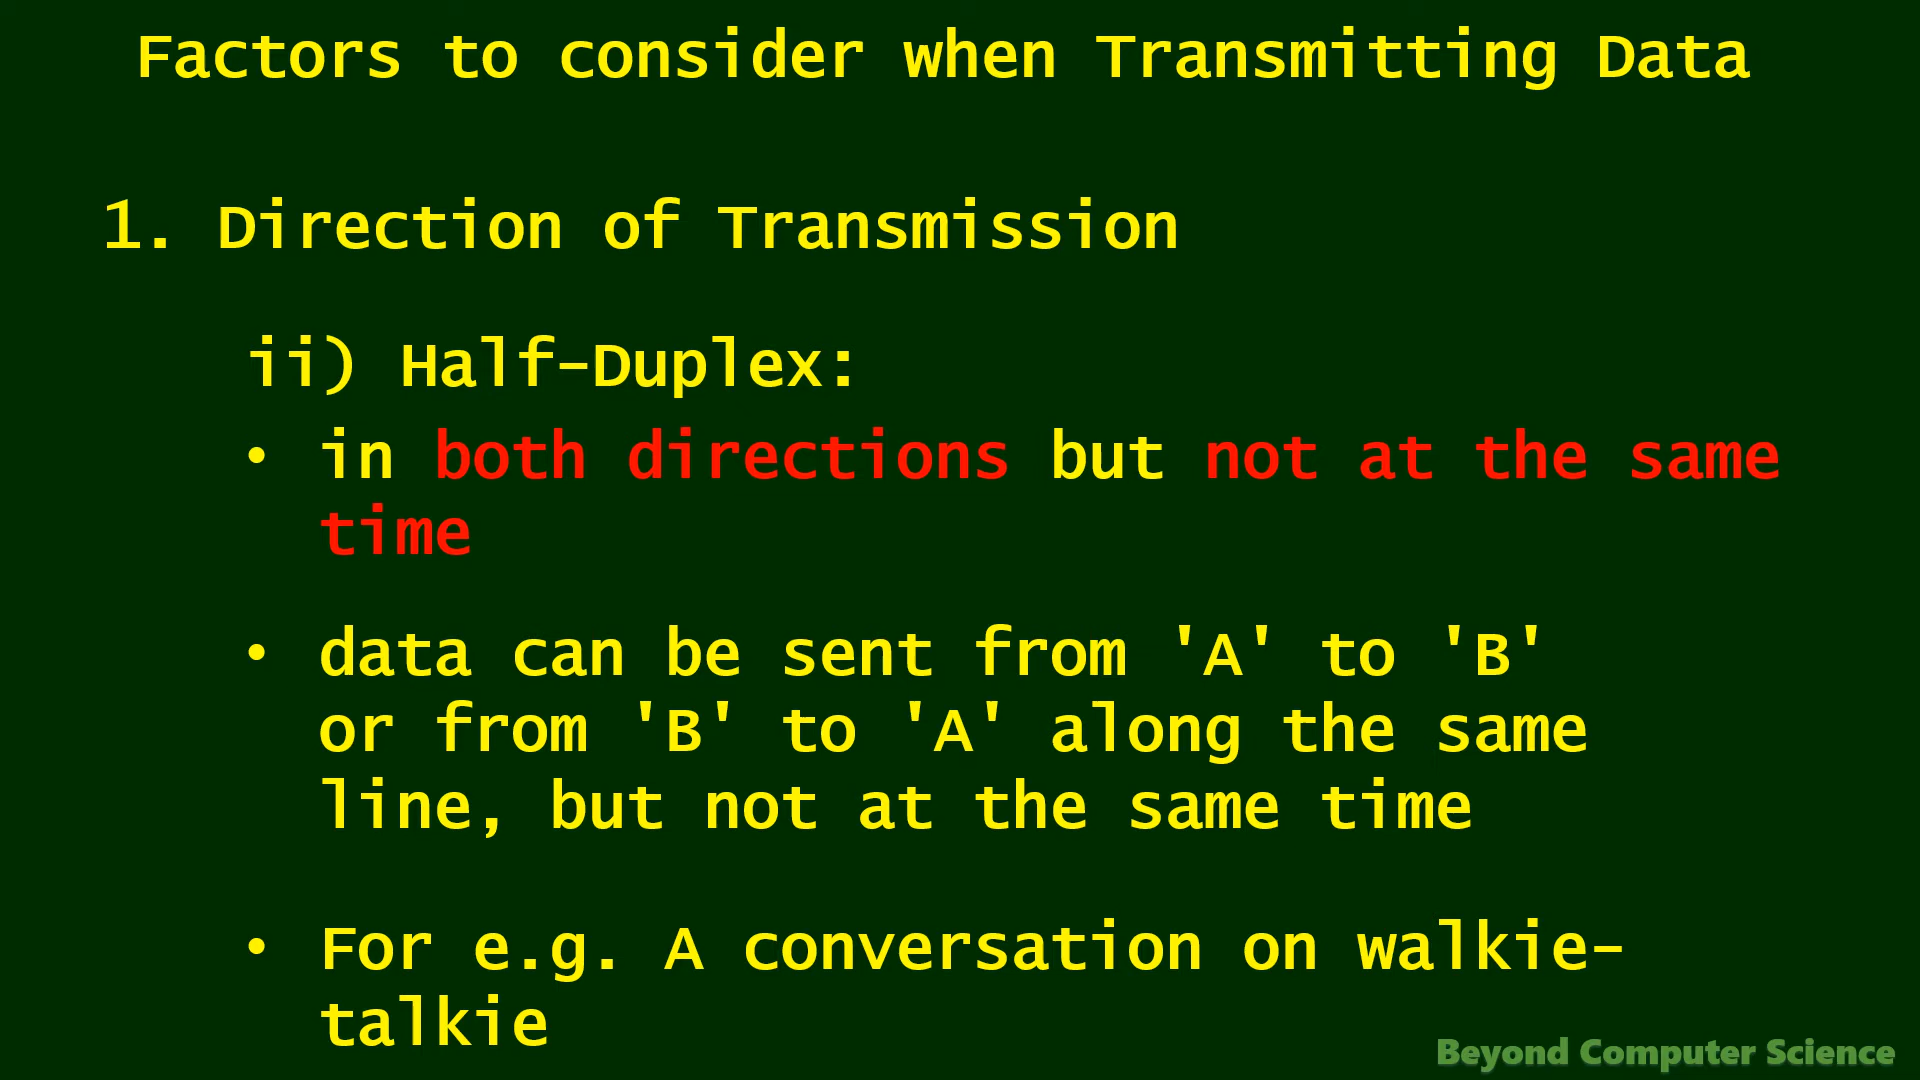 Factors to consider when Transmitting Data
1. Direction of Transmission
ii) Half-Duplex:
• in both directions but not at the same
time
• data can be sent from 'A' to 'B'
or from 'B' to 'A' along the same
line, but not at the same time
• For e.g. A conversation on walkie-
talkie
Beyond Computer Science